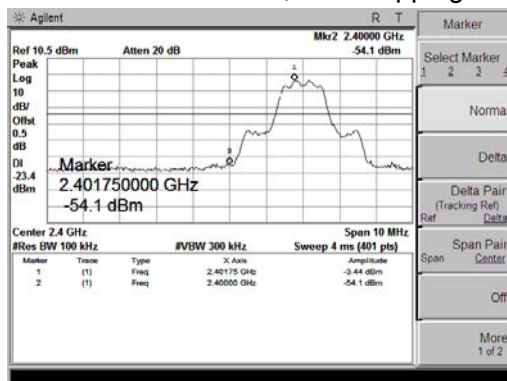 Agilent
R T
Marker
Mkr2 2.40000 GHz
Ref 10.5 dBm
Atten 20 dB
-54.1 dBm
Peak
Log
10
dB/
Offst
0.5
dB
DI
-23.4
dBm
1
2
Marker
2.401750000 GHz
-54.1 dBm
Center 2.4 GHz
Span 10 MHz
#Res BW 100 kHz
#VBW 300 kHz
Sweep 4 ms (401 pts)
Marker Trace Type X Axis Amplitude
1 (1) Freq 2.40175 GHz -3.44 dBm
2 (1) Freq 2.40000 GHz -54.1 dBm
Select Marker
1 2 3 4
Norma
Delta
Delta Pair
(Tracking Ref)
Ref Delta
Span Pair
Span Center
Off
More
1 of 2